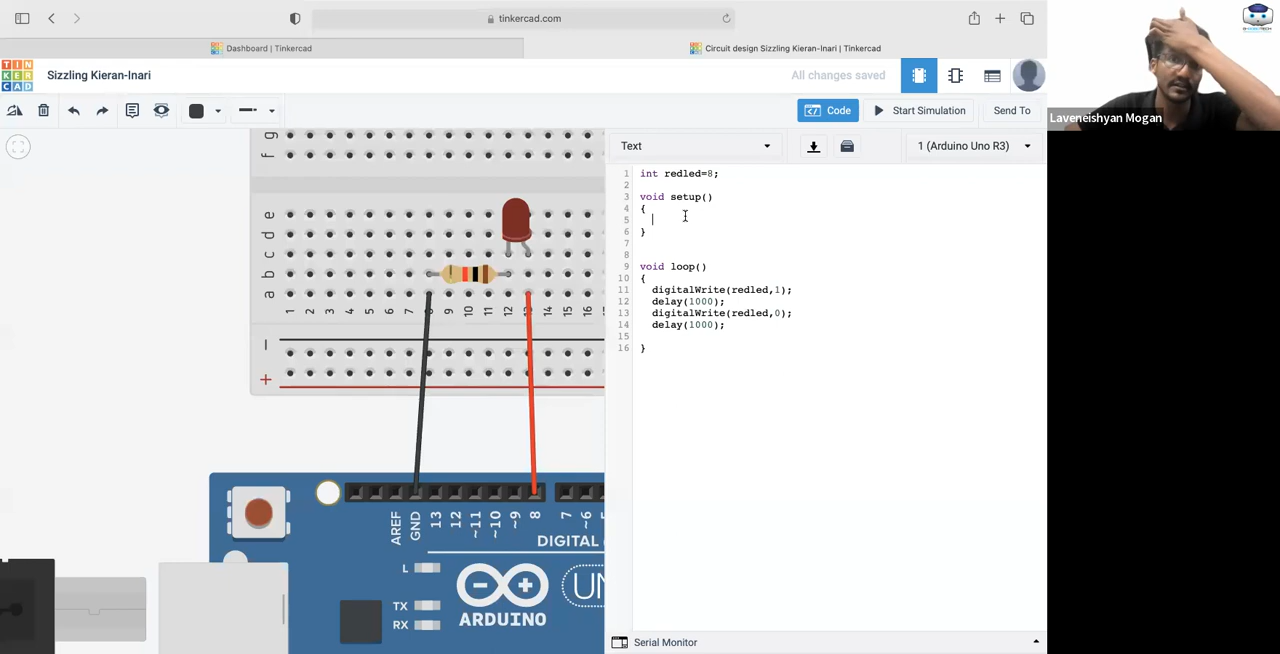 tinkercad.com
Dashboard | Tinkercad
Circuit design Sizzling Kieran-Inari | Tinkercad
TIN
KER
CAD
Sizzling Kieran-Inari
All changes saved
Code
Start Simulation
Send To
Laveneishyan Mogan
Text
1 (Arduino Uno R3)
1 int redled=8;
2
3 void setup()
4 {
5
6 }
7
8
9 void loop()
10 {
11 digitalWrite(redled,1);
12 delay(1000);
13 digitalWrite(redled,0);
14 delay(1000);
15
16 }
g
f
e
d
c
b
a
1 2 3 4 5 6 7 8 9 10 11 12 13 14 15 16
AREF GND 13 12 ~11 ~10 ~9 8 7 ~6
DIGITAL
L
TX
RX
UN
ARDUINO
Serial Monitor